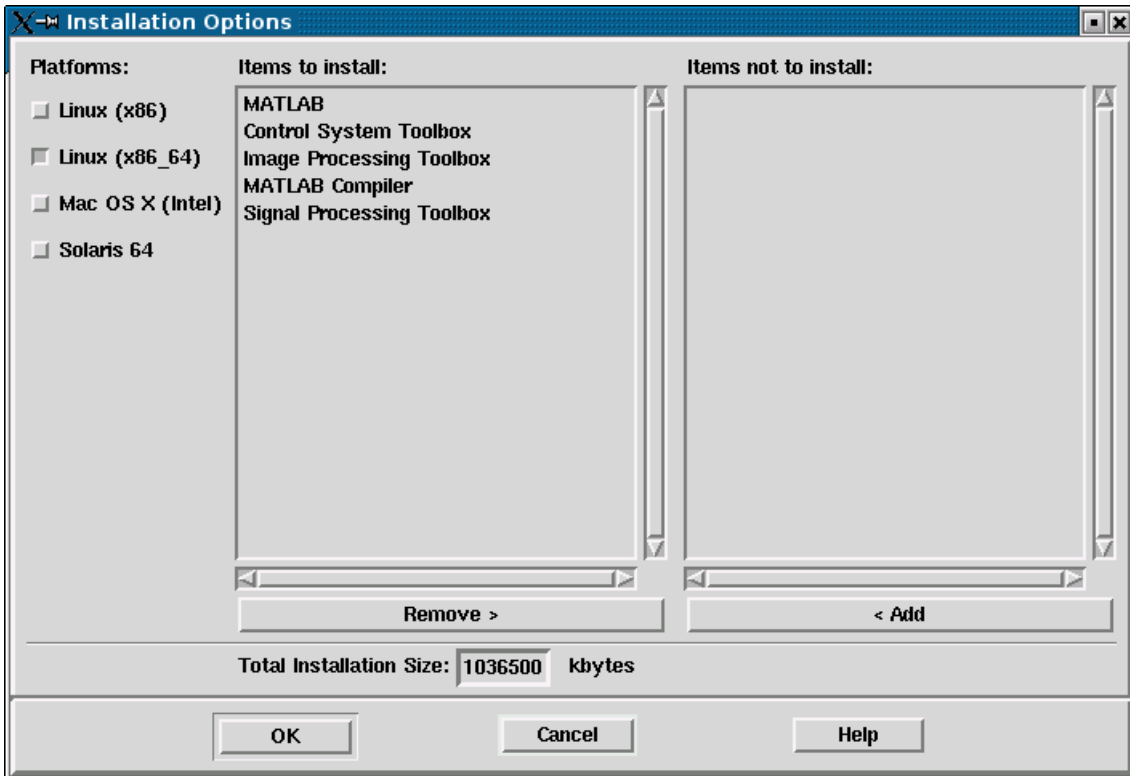 Installation Options
Platforms:
Linux (x86)
Linux (x86_64)
Mac OS X (Intel)
Solaris 64
Items to install:
MATLAB
Control System Toolbox
Image Processing Toolbox
MATLAB Compiler
Signal Processing Toolbox
Remove >
Items not to install:
< Add
Total Installation Size: 1036500 kbytes
OK Cancel Help